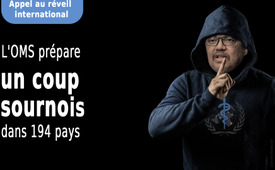 Appel au réveil
international
L'OMS prépare
un coup
sournois
dans 194 pays